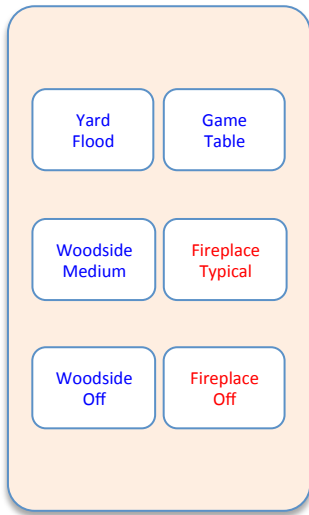 Yard
Flood
Game
Table
Woodside
Medium
Fireplace
Typical
Woodside
Off
Fireplace
Off